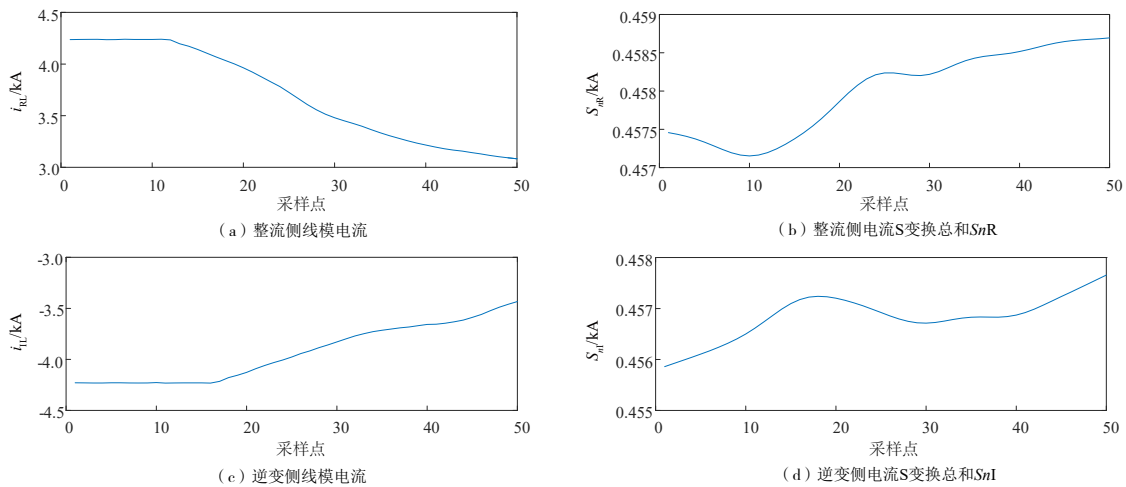 4.5
4.0
3.5
3.0
i_RL/kA
0 10 20 30 40 50
采样点
（a）整流侧线模电流
0.459
0.4585
0.458
0.4575
0.457
S_nR/kA
0 10 20 30 40 50
采样点
（b）整流侧电流S变换总和SnR
-3.0
-3.5
-4.0
-4.5
i_IL/kA
0 10 20 30 40 50
采样点
（c）逆变侧线模电流
0.458
0.457
0.456
0.455
S_nI/kA
0 10 20 30 40 50
采样点
（d）逆变侧电流S变换总和SnI